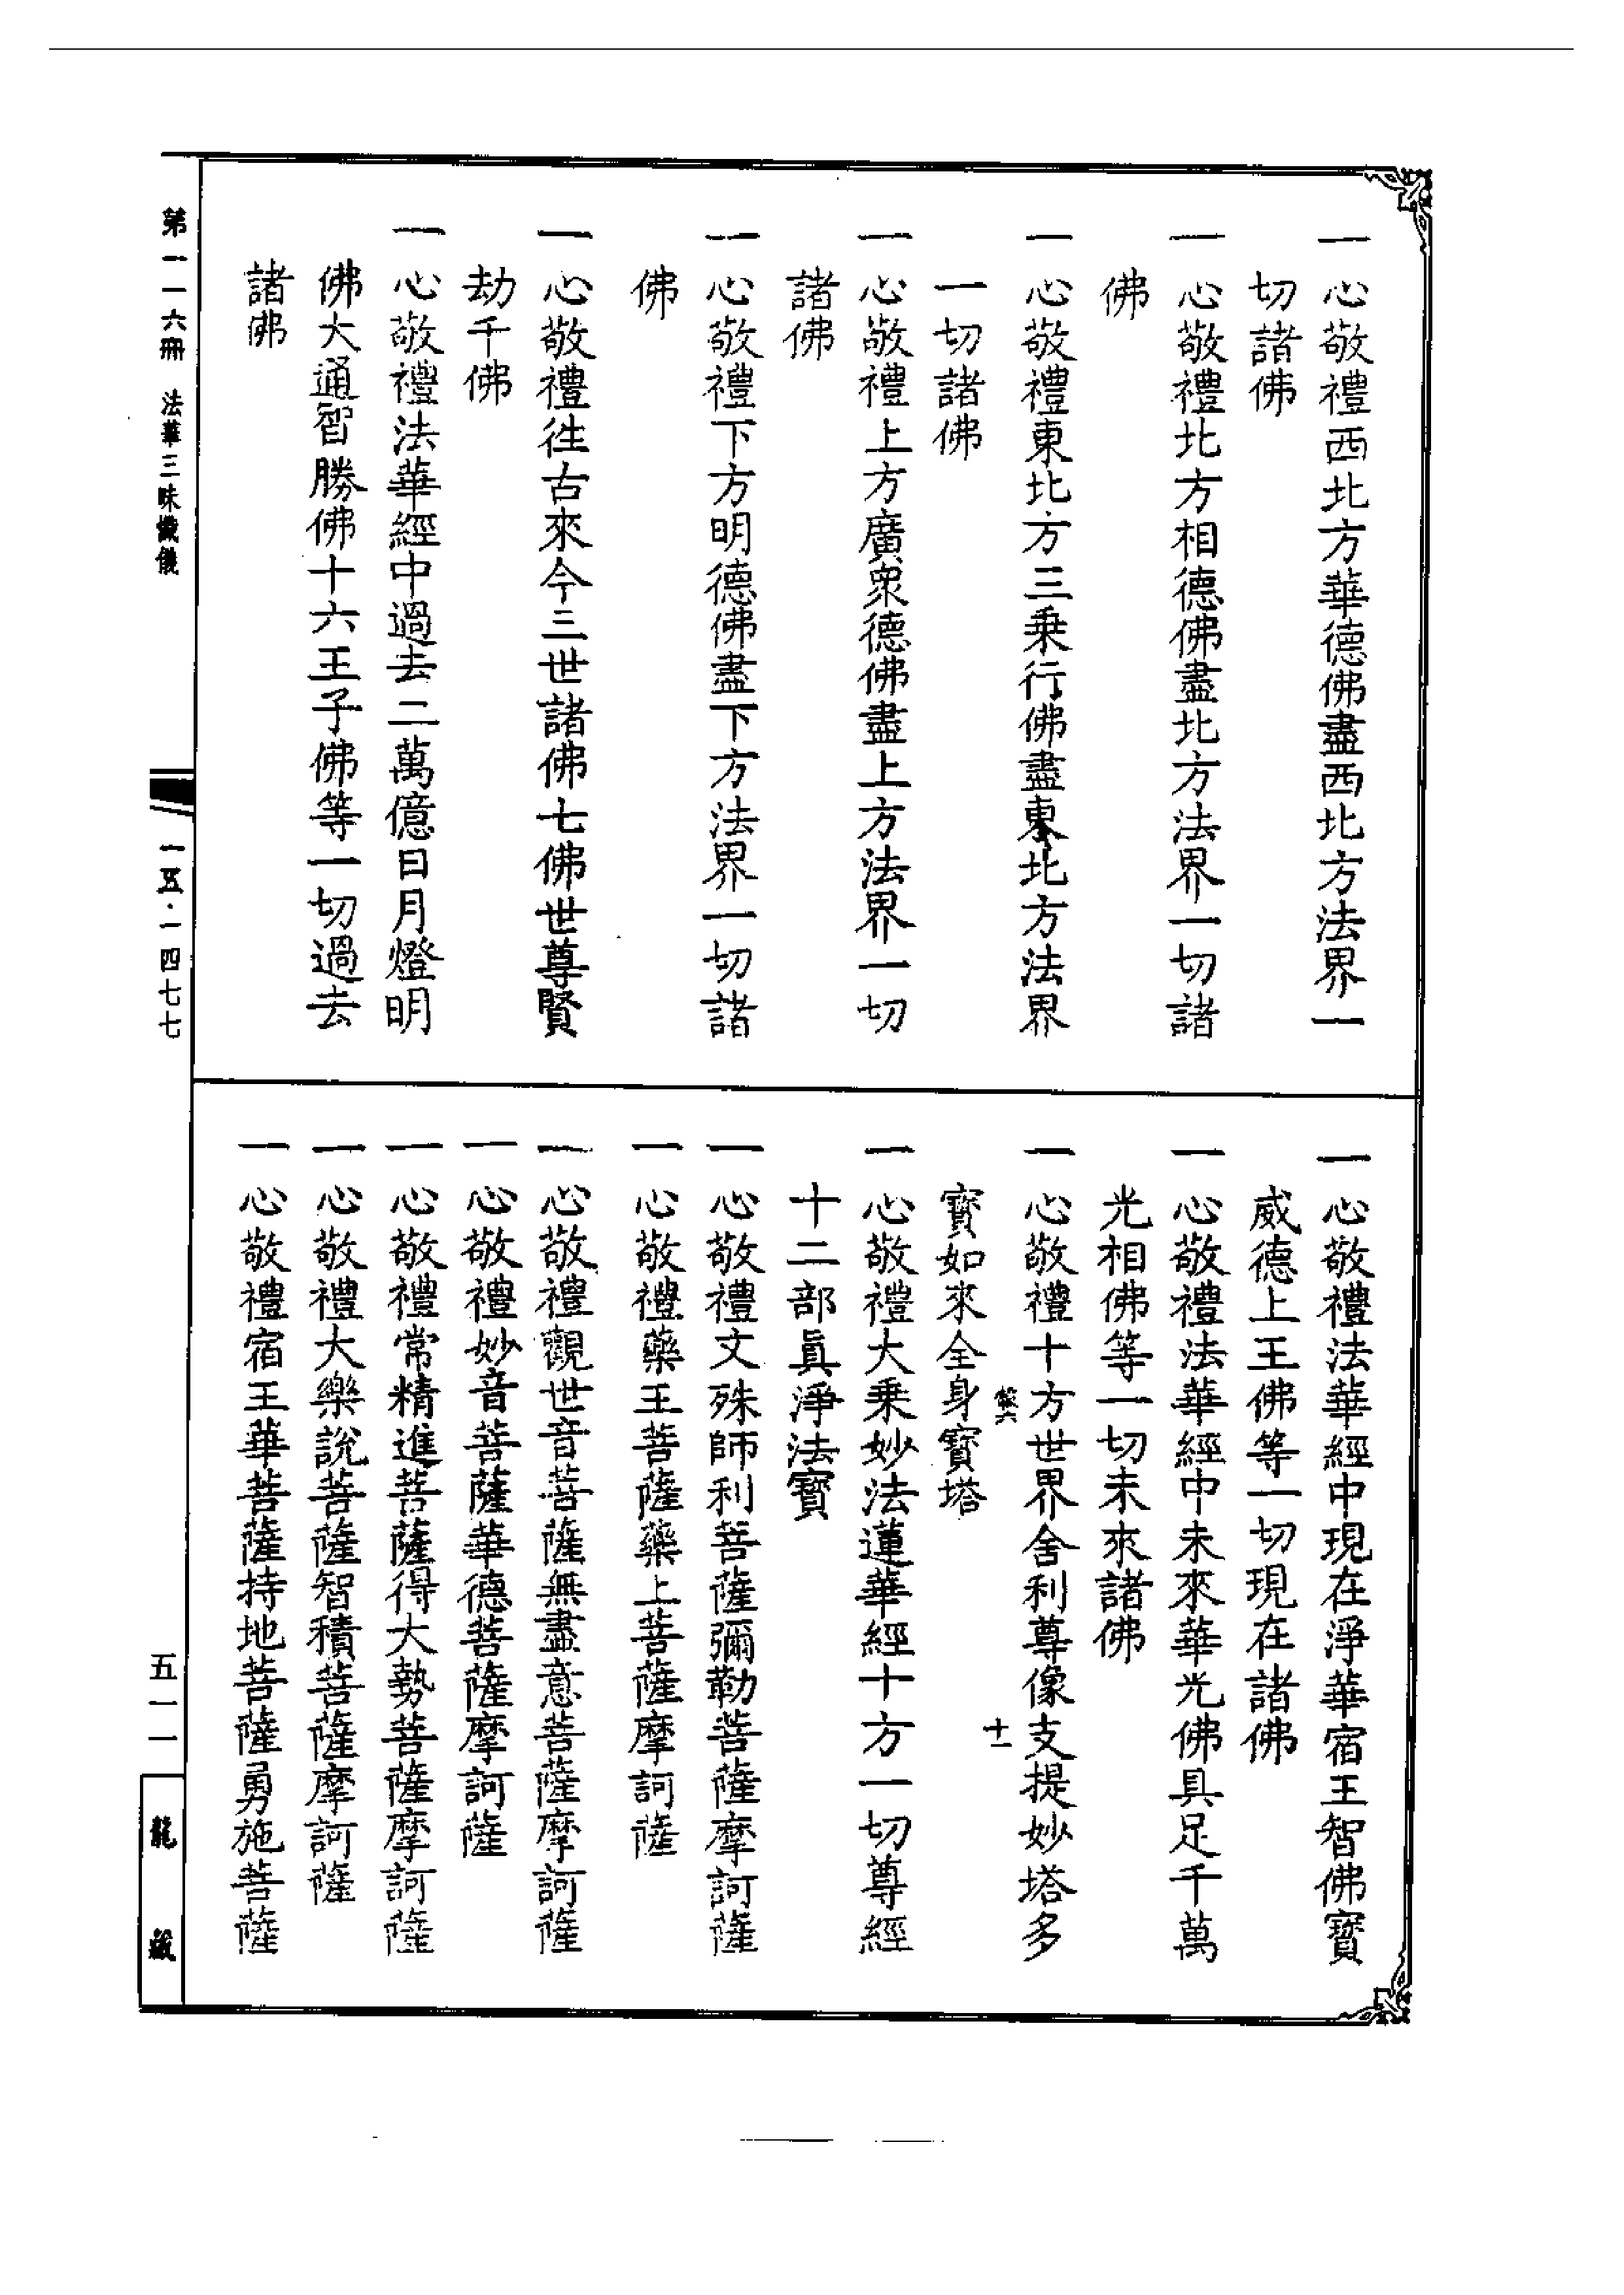 一心敬禮西北方華德佛盡西北方法界一
切諸佛
一心敬禮北方相德佛盡北方法界一切諸
佛
一心敬禮東北方三乗行佛盡東北方法界
一切諸佛
一心敬禮上方廣衆德佛盡上方法界一切
諸佛
一心敬禮下方明德佛盡下方法界一切諸
佛
一心敬禮徃古來今三世諸佛七佛世尊賢
劫千佛
一心敬禮法華經中過去二萬億日月燈明
佛大通智勝佛十六王子佛等一切過去
諸佛
一心敬禮法華經中現在淨華宿王智佛寶
威德上王佛等一切現在諸佛
一心敬禮法華經中未來華光佛具足千萬
光相佛等一切未來諸佛
一心敬禮十方世界舍利尊像支提妙塔多
十一
寶如來全身寶塔
一心敬禮大乗妙法蓮華經十方一切尊經
十二部眞淨法寶
一心敬禮文殊師利菩薩彌勒菩薩摩訶薩
一心敬禮藥王菩薩藥上菩薩摩訶薩
一心敬禮觀世音菩薩無盡意菩薩摩訶薩
一心敬禮妙音菩薩華德菩薩摩訶薩
一心敬禮常精進菩薩得大勢菩薩摩訶薩
一心敬禮大樂説菩薩智積菩薩摩訶薩
一心敬禮宿王華菩薩持地菩薩勇施菩薩
第一一六冊 法華三昧懺儀
一五·一四七七
五一一
龍藏